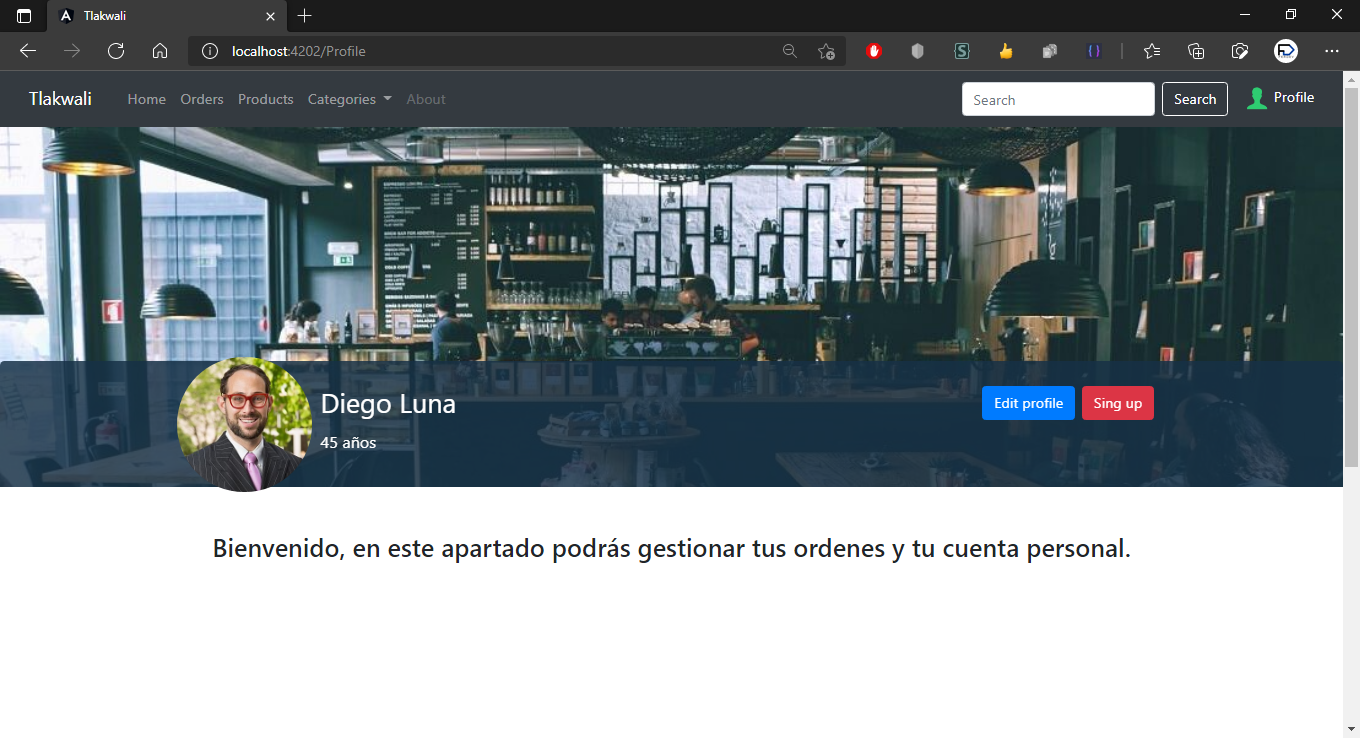 Tlakwali
localhost:4202/Profile
Tlakwali Home Orders Products Categories About Search Search Profile
Diego Luna Edit profile Sing up
45 años
Bienvenido, en este apartado podrás gestionar tus ordenes y tu cuenta personal.